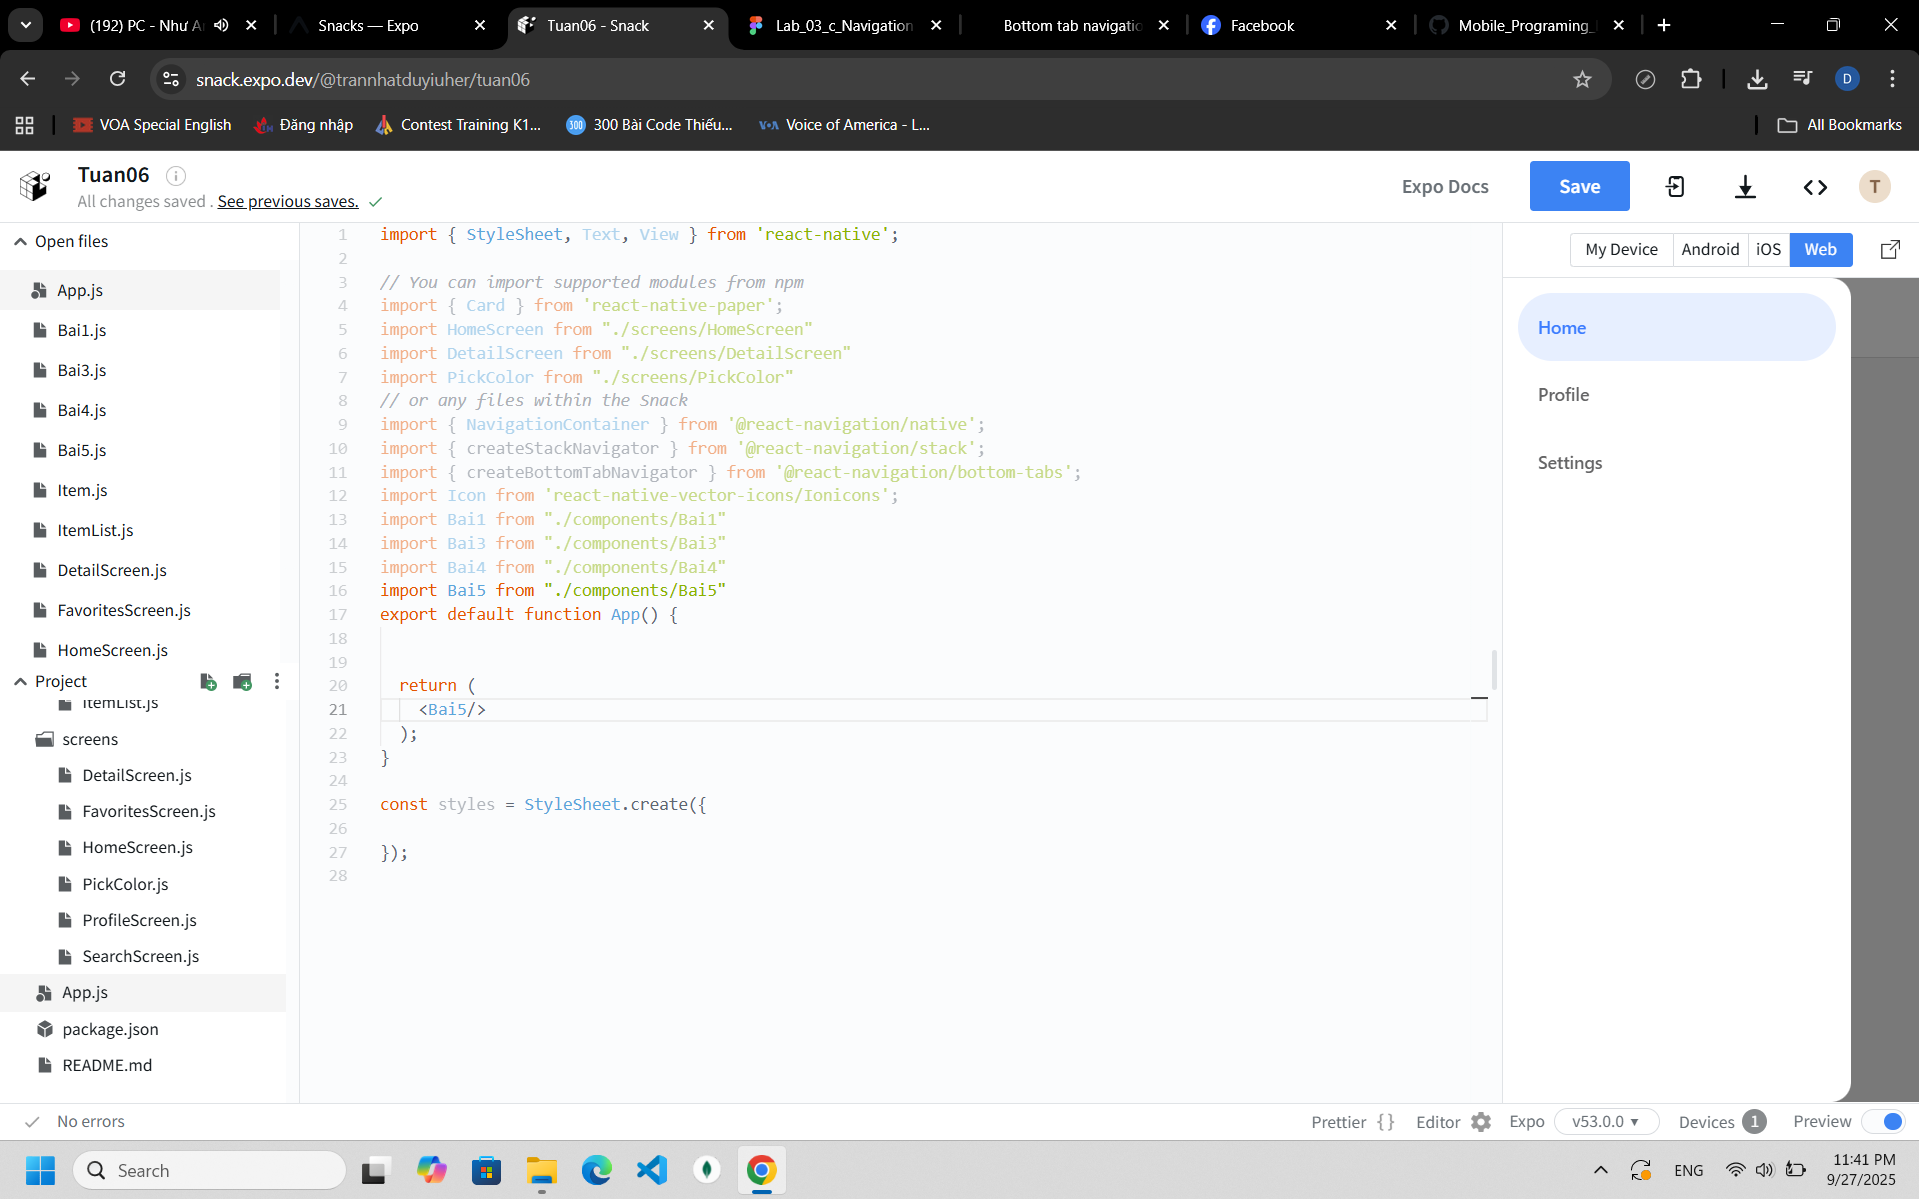 (192) PC - Như A
Snacks — Expo
Tuan06 - Snack
Lab_03_c_Navigation
Bottom tab navigatio
Facebook
Mobile_Programing_
snack.expo.dev/@trannhatduyiuher/tuan06
D
VOA Special English
Đăng nhập
Contest Training K1...
300 Bài Code Thiếu...
Voice of America - L...
All Bookmarks
Tuan06
All changes saved . See previous saves.
Expo Docs
Save
T
Open files
App.js
Bai1.js
Bai3.js
Bai4.js
Bai5.js
Item.js
ItemList.js
DetailScreen.js
FavoritesScreen.js
HomeScreen.js
Project
ItemList.js
screens
DetailScreen.js
FavoritesScreen.js
HomeScreen.js
PickColor.js
ProfileScreen.js
SearchScreen.js
App.js
package.json
README.md
1 import { StyleSheet, Text, View } from 'react-native';
2
3 // You can import supported modules from npm
4 import { Card } from 'react-native-paper';
5 import HomeScreen from "./screens/HomeScreen"
6 import DetailScreen from "./screens/DetailScreen"
7 import PickColor from "./screens/PickColor"
8 // or any files within the Snack
9 import { NavigationContainer } from '@react-navigation/native';
10 import { createStackNavigator } from '@react-navigation/stack';
11 import { createBottomTabNavigator } from '@react-navigation/bottom-tabs';
12 import Icon from 'react-native-vector-icons/Ionicons';
13 import Bai1 from "./components/Bai1"
14 import Bai3 from "./components/Bai3"
15 import Bai4 from "./components/Bai4"
16 import Bai5 from "./components/Bai5"
17 export default function App() {
18
19
20 return (
21 <Bai5/>
22 );
23 }
24
25 const styles = StyleSheet.create({
26
27 });
28
My Device
Android
iOS
Web
Home
Profile
Settings
No errors
Prettier { }
Editor
Expo
v53.0.0
Devices 1
Preview
Search
ENG
11:41 PM
9/27/2025